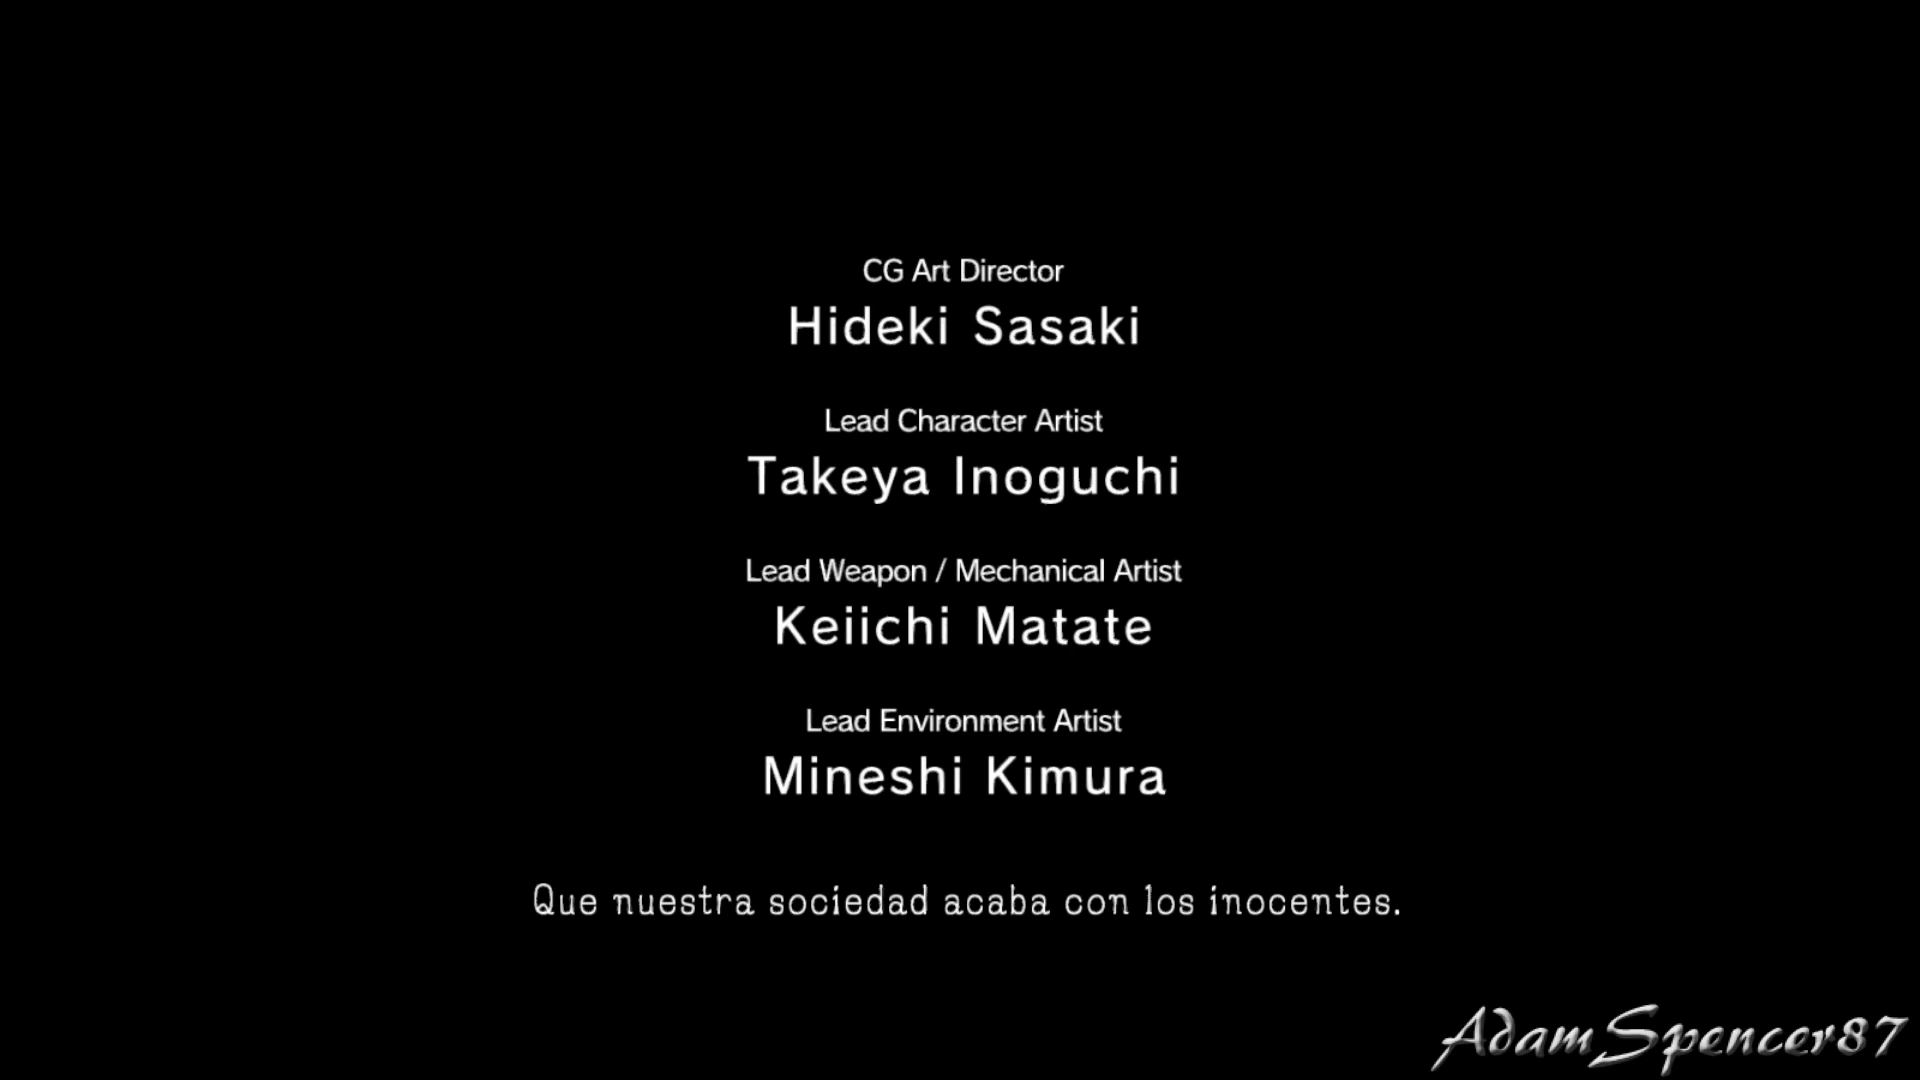 CG Art Director
Hideki Sasaki
Lead Character Artist
Takeya Inoguchi
Lead Weapon / Mechanical Artist
Keiichi Matate
Lead Environment Artist
Mineshi Kimura
Que nuestra sociedad acaba con los inocentes.
AdamSpencer87